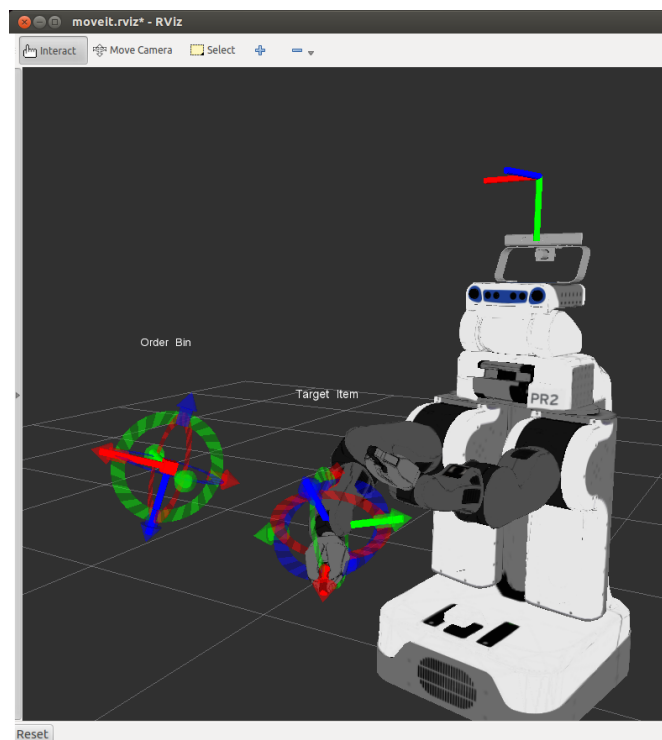 moveit.rviz* - RViz
Interact Move Camera Select
Order Bin
Target Item
PR2
Reset